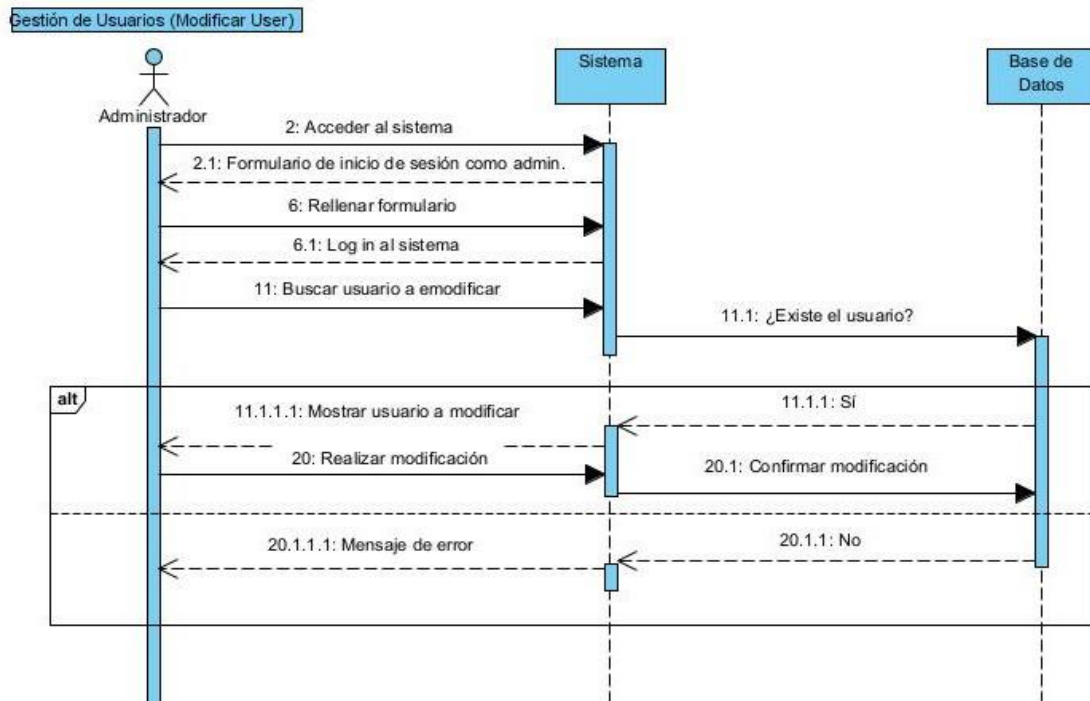 Gestión de Usuarios (Modificar User)
Administrador
Sistema
Base de
Datos
2: Acceder al sistema
2.1: Formulario de inicio de sesión como admin.
6: Rellenar formulario
6.1: Log in al sistema
11: Buscar usuario a emodificar
11.1: ¿Existe el usuario?
alt
11.1.1: Sí
11.1.1.1: Mostrar usuario a modificar
20: Realizar modificación
20.1: Confirmar modificación
20.1.1: No
20.1.1.1: Mensaje de error